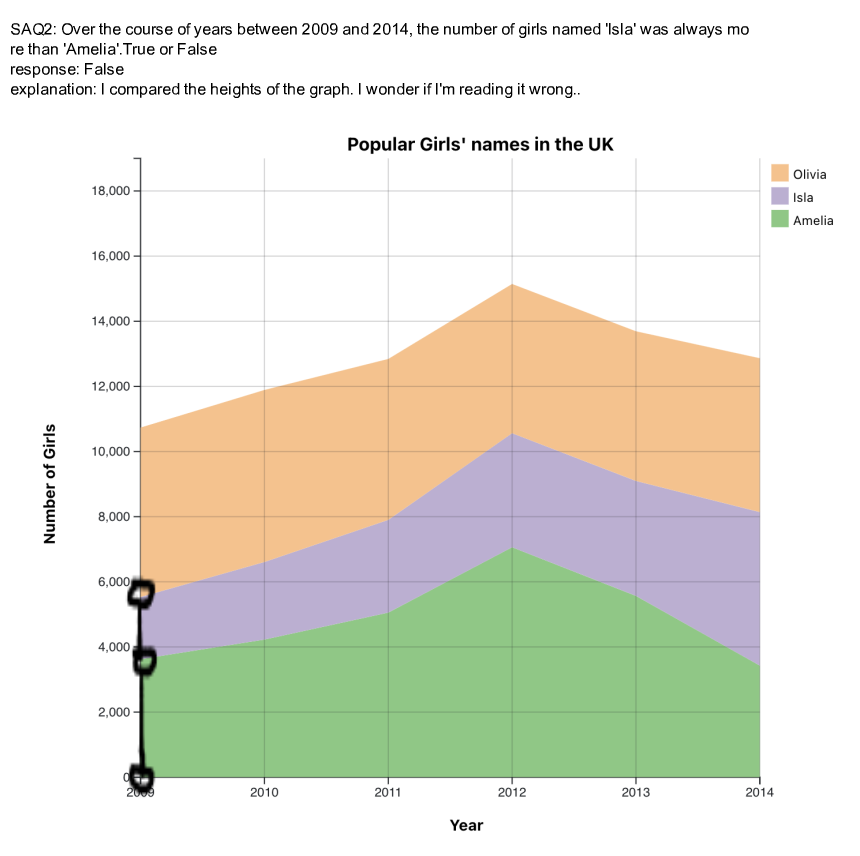 SAQ2: Over the course of years between 2009 and 2014, the number of girls named 'Isla' was always mo
re than 'Amelia'.True or False
response: False
explanation: I compared the heights of the graph. I wonder if I'm reading it wrong..
Popular Girls' names in the UK
Olivia
Isla
Amelia
18,000
16,000
14,000
12,000
10,000
8,000
6,000
4,000
2,000
0
Number of Girls
2009 2010 2011 2012 2013 2014
Year